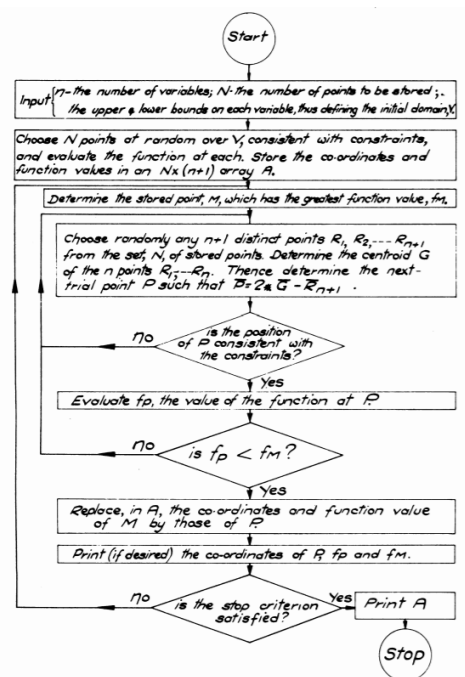 Start
Input { n- the number of variables; N- the number of points to be stored;.
the upper & lower bounds on each variable, thus defining the initial domain, V.
Choose N points at random over V, consistent with constraints,
and evaluate the function at each. Store the co-ordinates and
function values in an N x (n+1) array A.
Determine the stored point, M, which has the greatest function value, fM.
Choose randomly any n+1 distinct points R1, R2,---- Rn+1
from the set, N, of stored points. Determine the centroid G
of the n points R1,---Rn. Thence determine the next-
trial point P such that P̄=2 G̅ - R̅n+1.
is the position
of P consistent with
the constraints?
no
Yes
Evaluate fp, the value of the function at P.
is fp < fM?
no
Yes
Replace, in A, the co-ordinates and function value
of M by those of P.
Print (if desired) the co-ordinates of P, fp and fM.
is the stop criterion
satisfied?
no
Yes
Print A
Stop